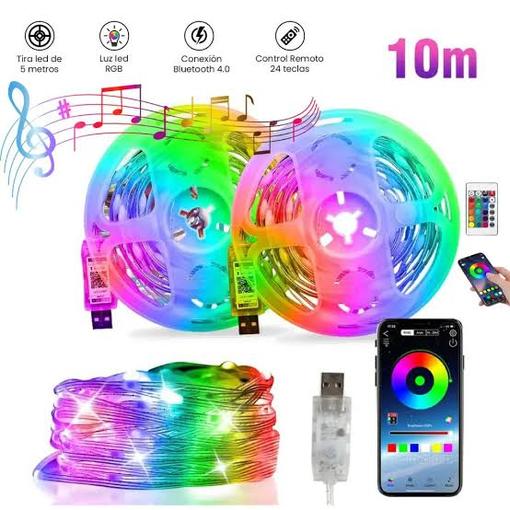 Tira led de
5 metros
Luz led
RGB
Conexión
Bluetooth 4.0
Control Remoto
24 teclas
10m